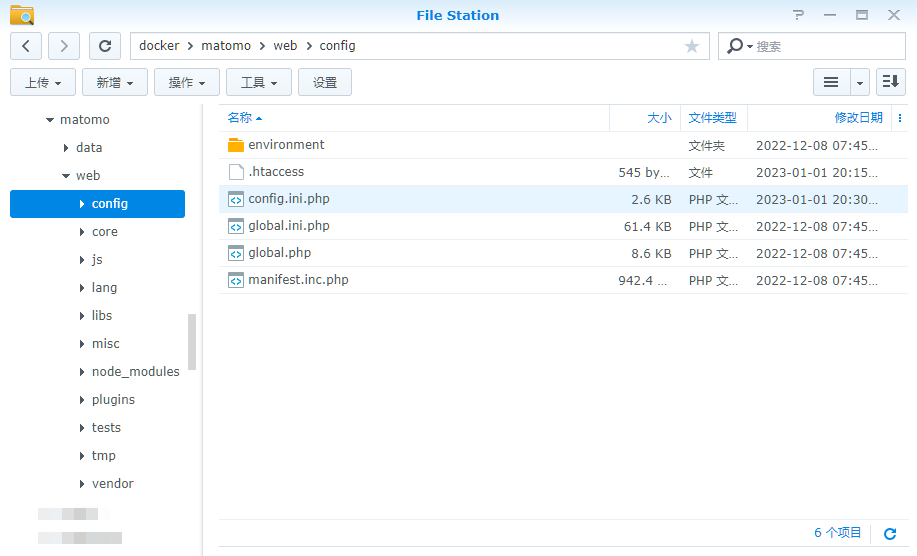 File Station
docker matomo web config
搜索
上传 新增 操作 工具 设置
matomo
data
web
config
core
js
lang
libs
misc
node_modules
plugins
tests
tmp
vendor
名称 大小 文件类型 修改日期
environment 文件夹 2022-12-08 07:45...
.htaccess 545 by... 文件 2023-01-01 20:15...
config.ini.php 2.6 KB PHP 文... 2023-01-01 20:30...
global.ini.php 61.4 KB PHP 文... 2022-12-08 07:45...
global.php 8.6 KB PHP 文... 2022-12-08 07:45...
manifest.inc.php 942.4 ... PHP 文... 2022-12-08 07:45...
6 个项目